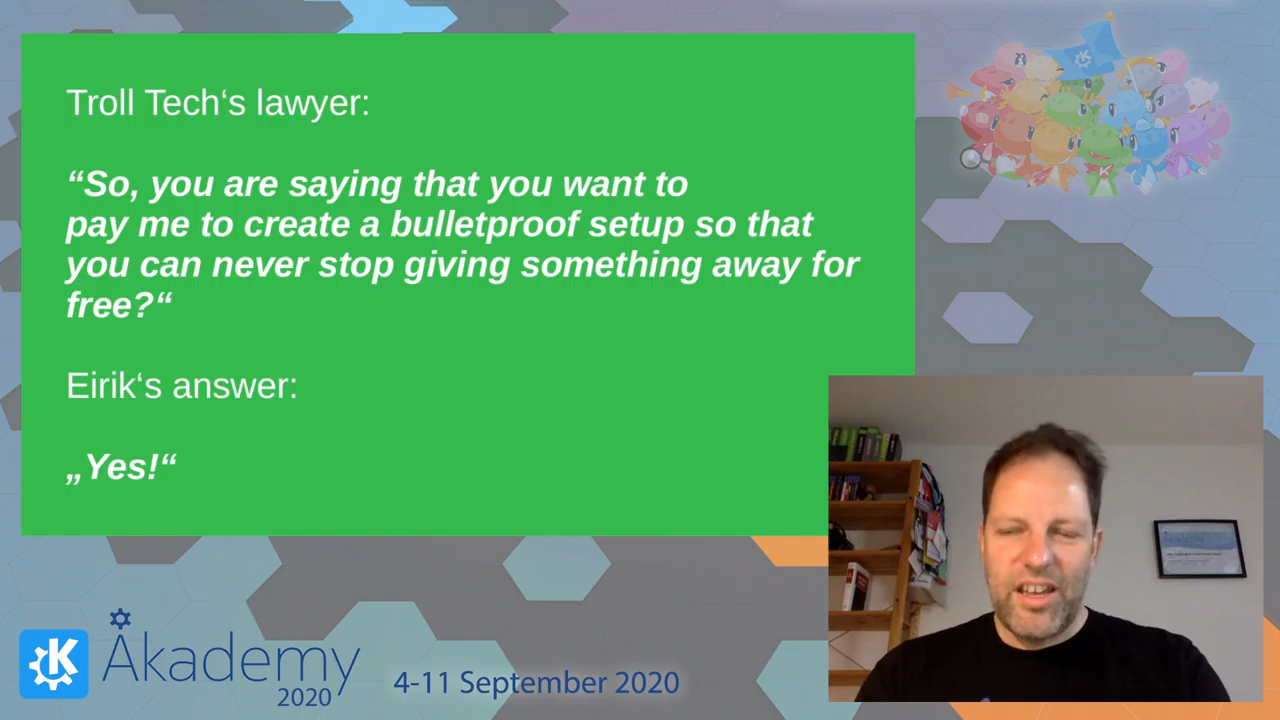 Troll Tech‘s lawyer:
“So, you are saying that you want to
pay me to create a bulletproof setup so that
you can never stop giving something away for
free?“
Eirik‘s answer:
„Yes!“
Akademy
2020
4-11 September 2020